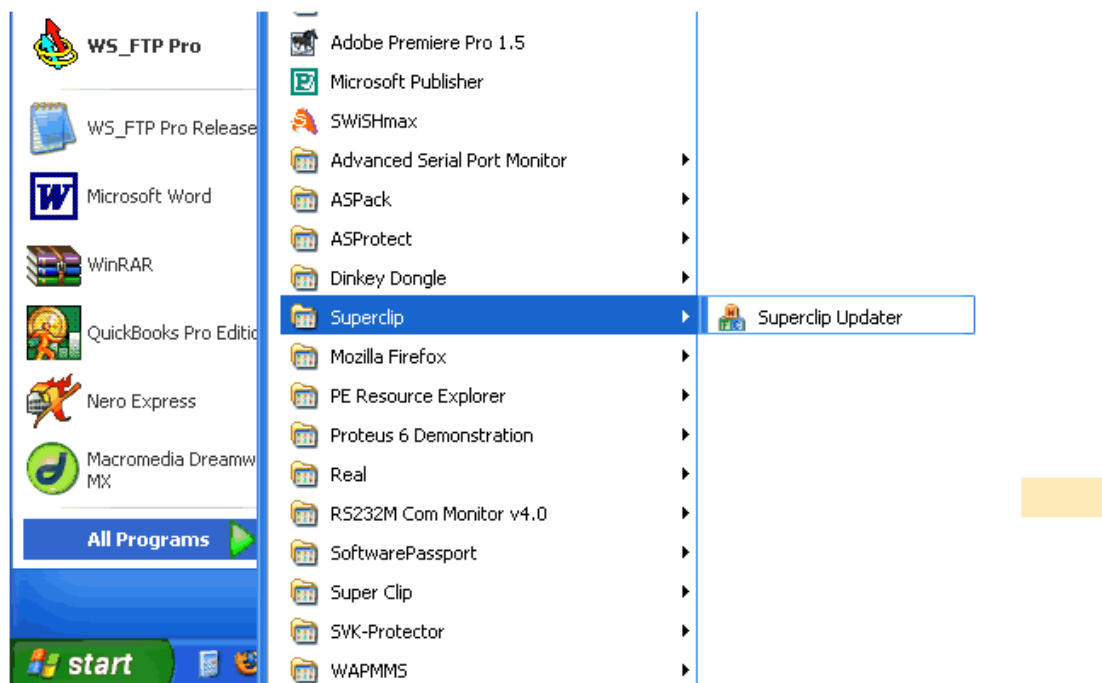 WS_FTP Pro
WS_FTP Pro Release
Microsoft Word
WinRAR
QuickBooks Pro Editic
Nero Express
Macromedia Dreamw
MX
All Programs
start
Adobe Premiere Pro 1.5
Microsoft Publisher
SWiSHmax
Advanced Serial Port Monitor
ASPack
ASProtect
Dinkey Dongle
Superclip
Mozilla Firefox
PE Resource Explorer
Proteus 6 Demonstration
Real
RS232M Com Monitor v4.0
SoftwarePassport
Super Clip
SVK-Protector
WAPMMS
Superclip Updater